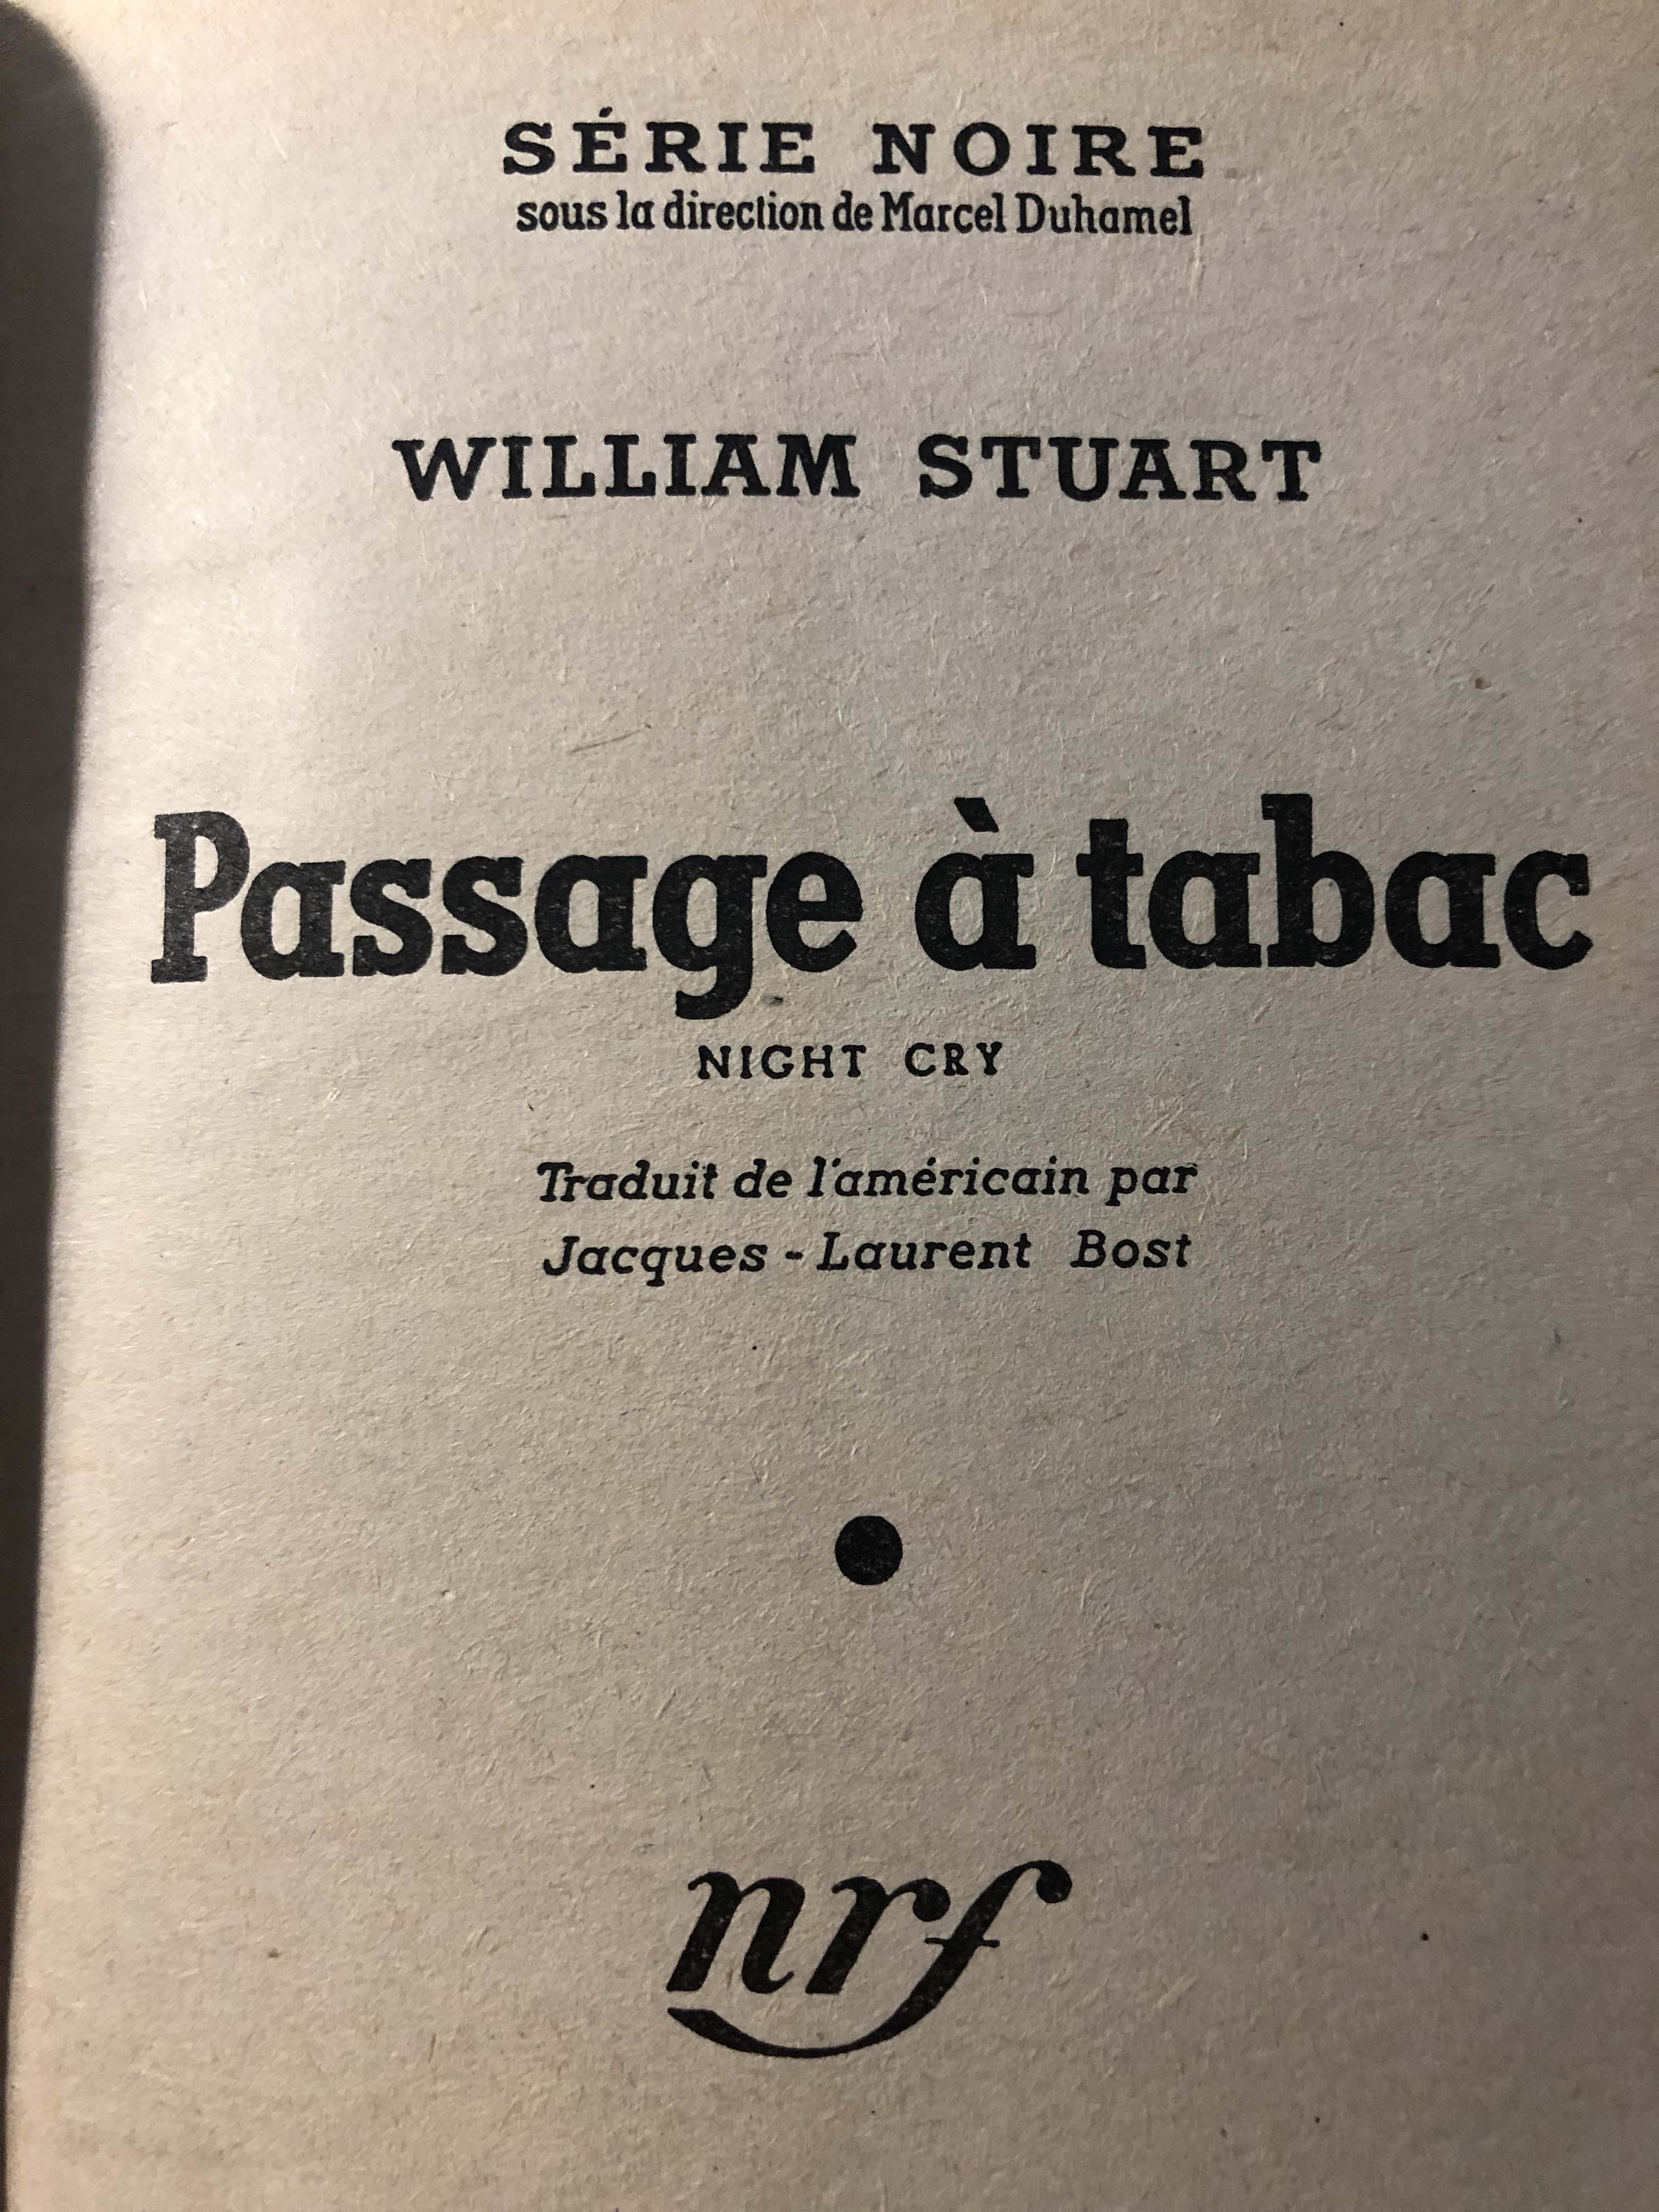 SÉRIE NOIRE
sous la direction de Marcel Duhamel
WILLIAM STUART
Passage à tabac
NIGHT CRY
Traduit de l'américain par
Jacques - Laurent Bost
nrf